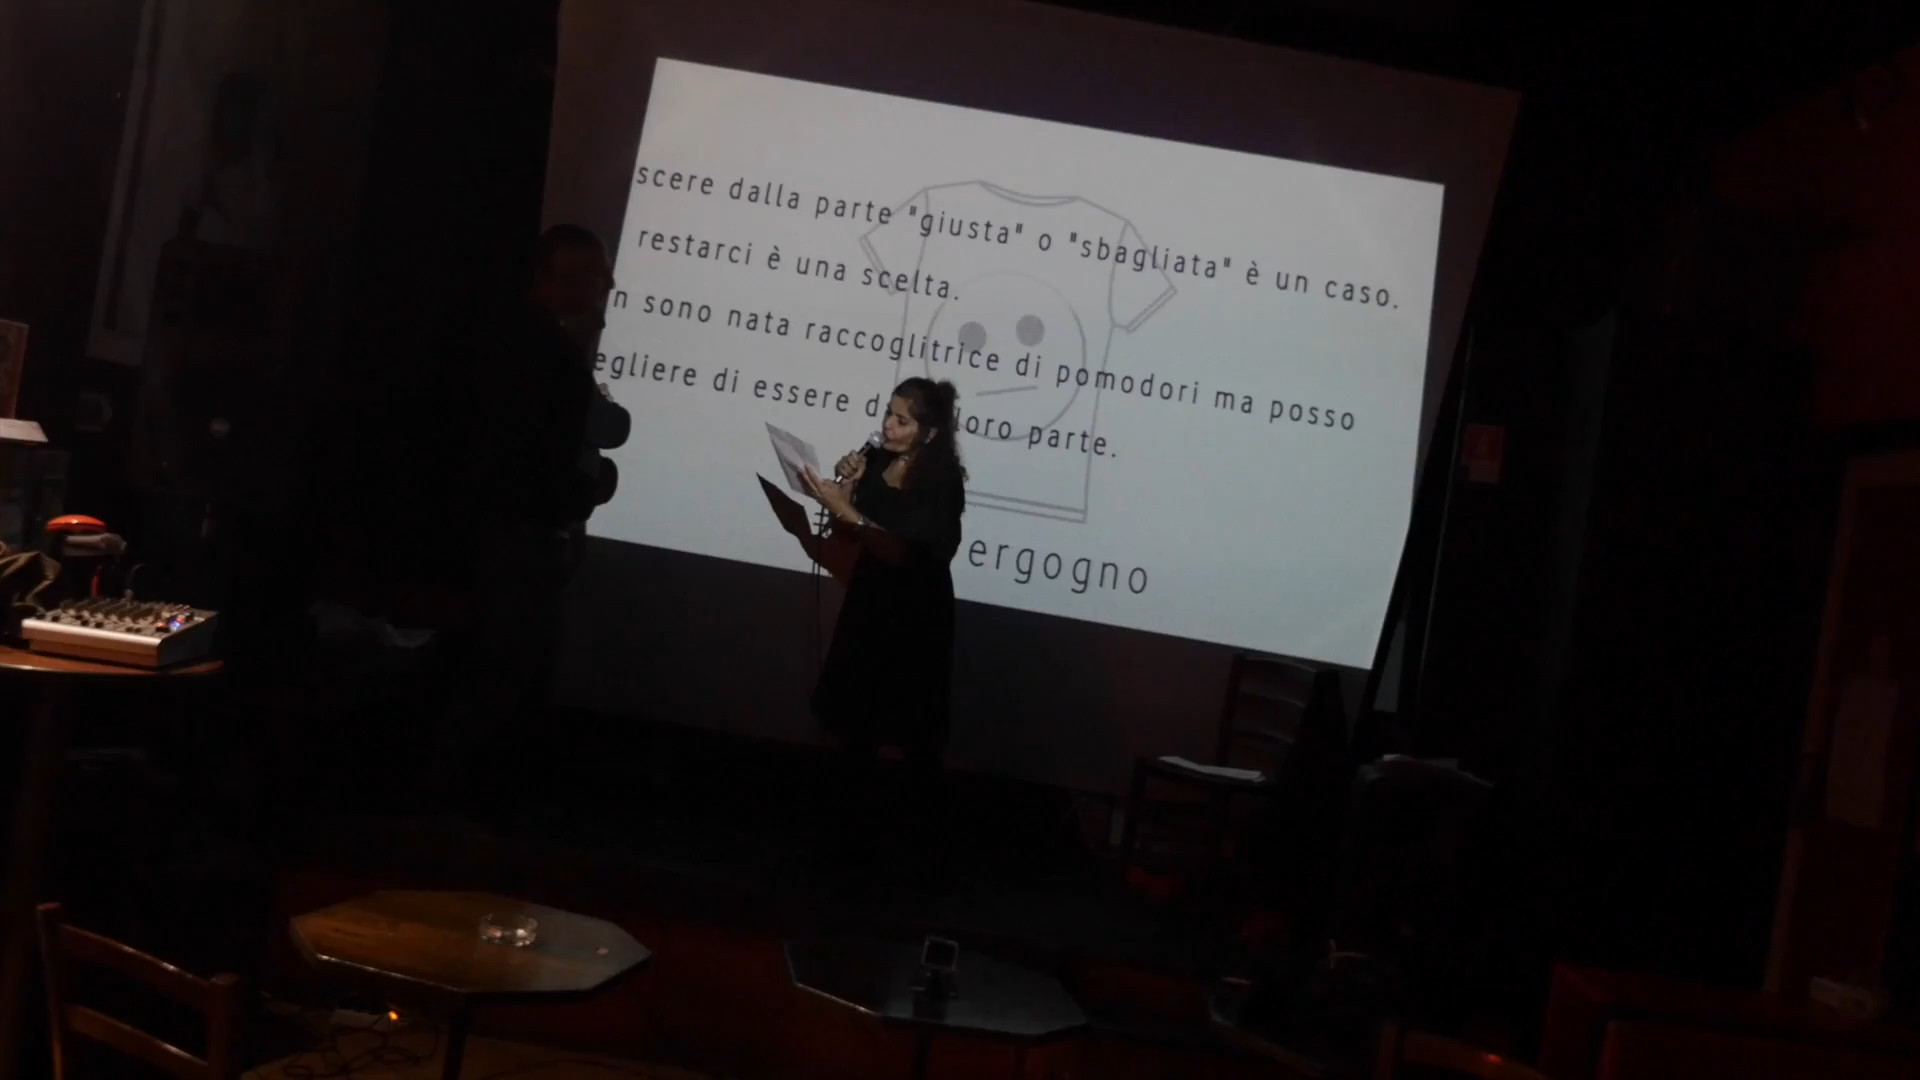 scere dalla parte "giusta" o "sbagliata" è un caso.
restarci è una scelta.
n sono nata raccoglitrice di pomodori ma posso
egliere di essere d loro parte.
# ergogno